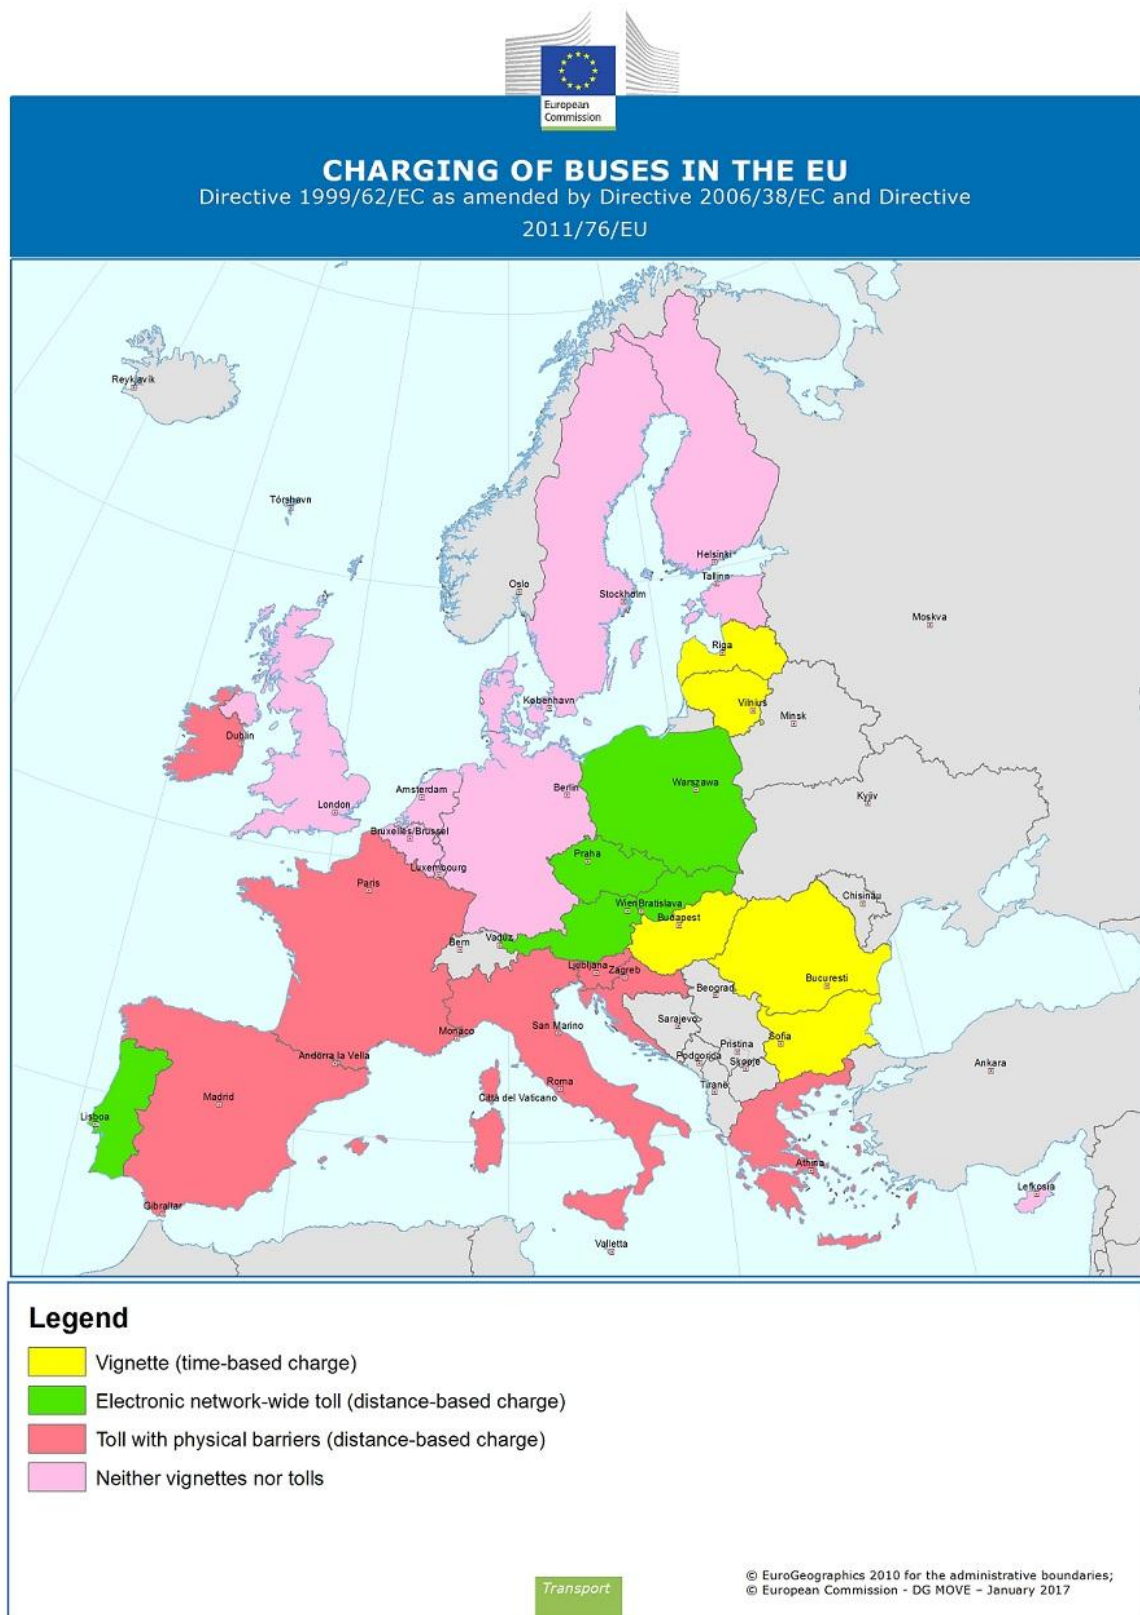 European
Commission
CHARGING OF BUSES IN THE EU
Directive 1999/62/EC as amended by Directive 2006/38/EC and Directive
2011/76/EU
Reykjavík
Tórshavn
Oslo
Helsinki
Tallinn
Stockholm
Moskva
Riga
København
Vilnius
Minsk
Dublin
Amsterdam
Berlin
Warszawa
London
Kyjiv
Bruxelles/Brussel
Praha
Luxembourg
Paris
Chisinau
Wien
Bratislava
Budapest
Bern
Vaduz
Ljubljana
Zagreb
Bucuresti
Beograd
Sarajevo
San Marino
Monaco
Sofia
Pristina
Andorra la Vella
Podgorica
Skopje
Ankara
Roma
Tiranë
Madrid
Città del Vaticano
Lisboa
Athina
Lefkosia
Gibraltar
Valletta
Legend
Vignette (time-based charge)
Electronic network-wide toll (distance-based charge)
Toll with physical barriers (distance-based charge)
Neither vignettes nor tolls
Transport
© EuroGeographics 2010 for the administrative boundaries;
© European Commission - DG MOVE – January 2017